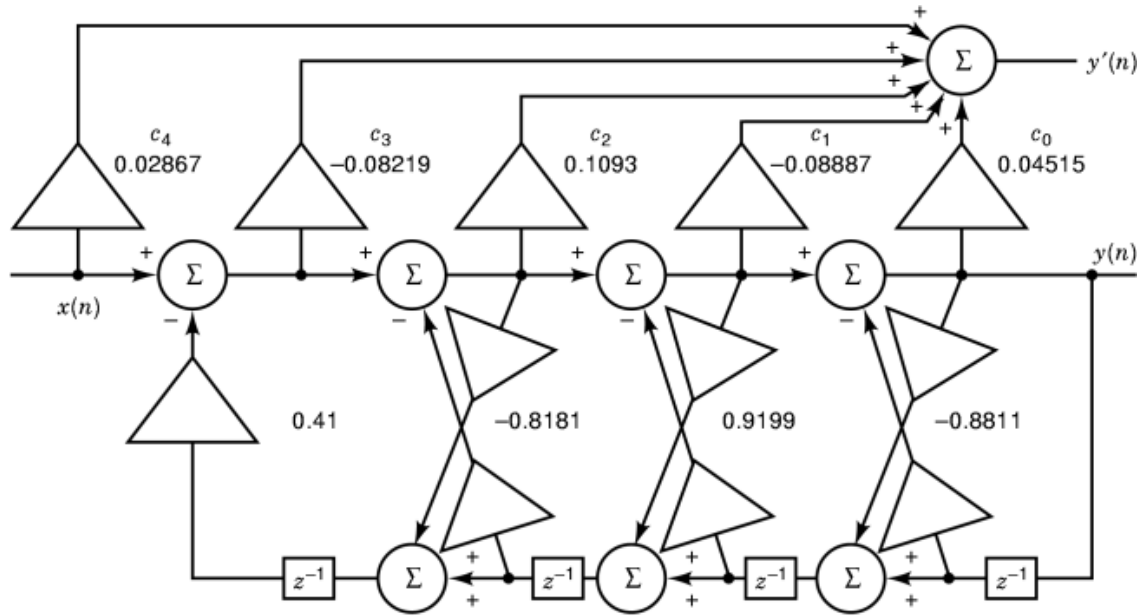 +
+ + + + Σ y′(n)
c₄ c₃ c₂ c₁ c₀
0.02867 −0.08219 0.1093 −0.08887 0.04515
+ Σ + Σ + Σ + Σ y(n)
x(n) − − − −
0.41 −0.8181 0.9199 −0.8811
z⁻¹ Σ + z⁻¹ Σ + z⁻¹ Σ + z⁻¹
+ + +